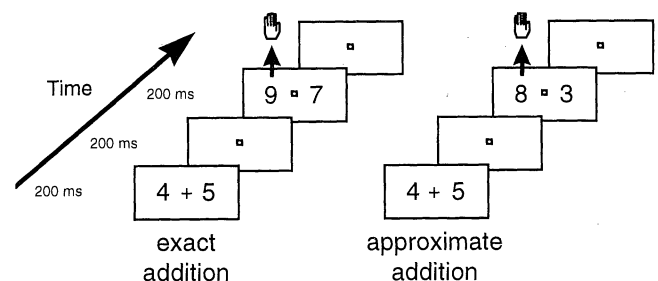 Time
200 ms
200 ms
200 ms
9 7
4 + 5
exact
addition
8 3
4 + 5
approximate
addition